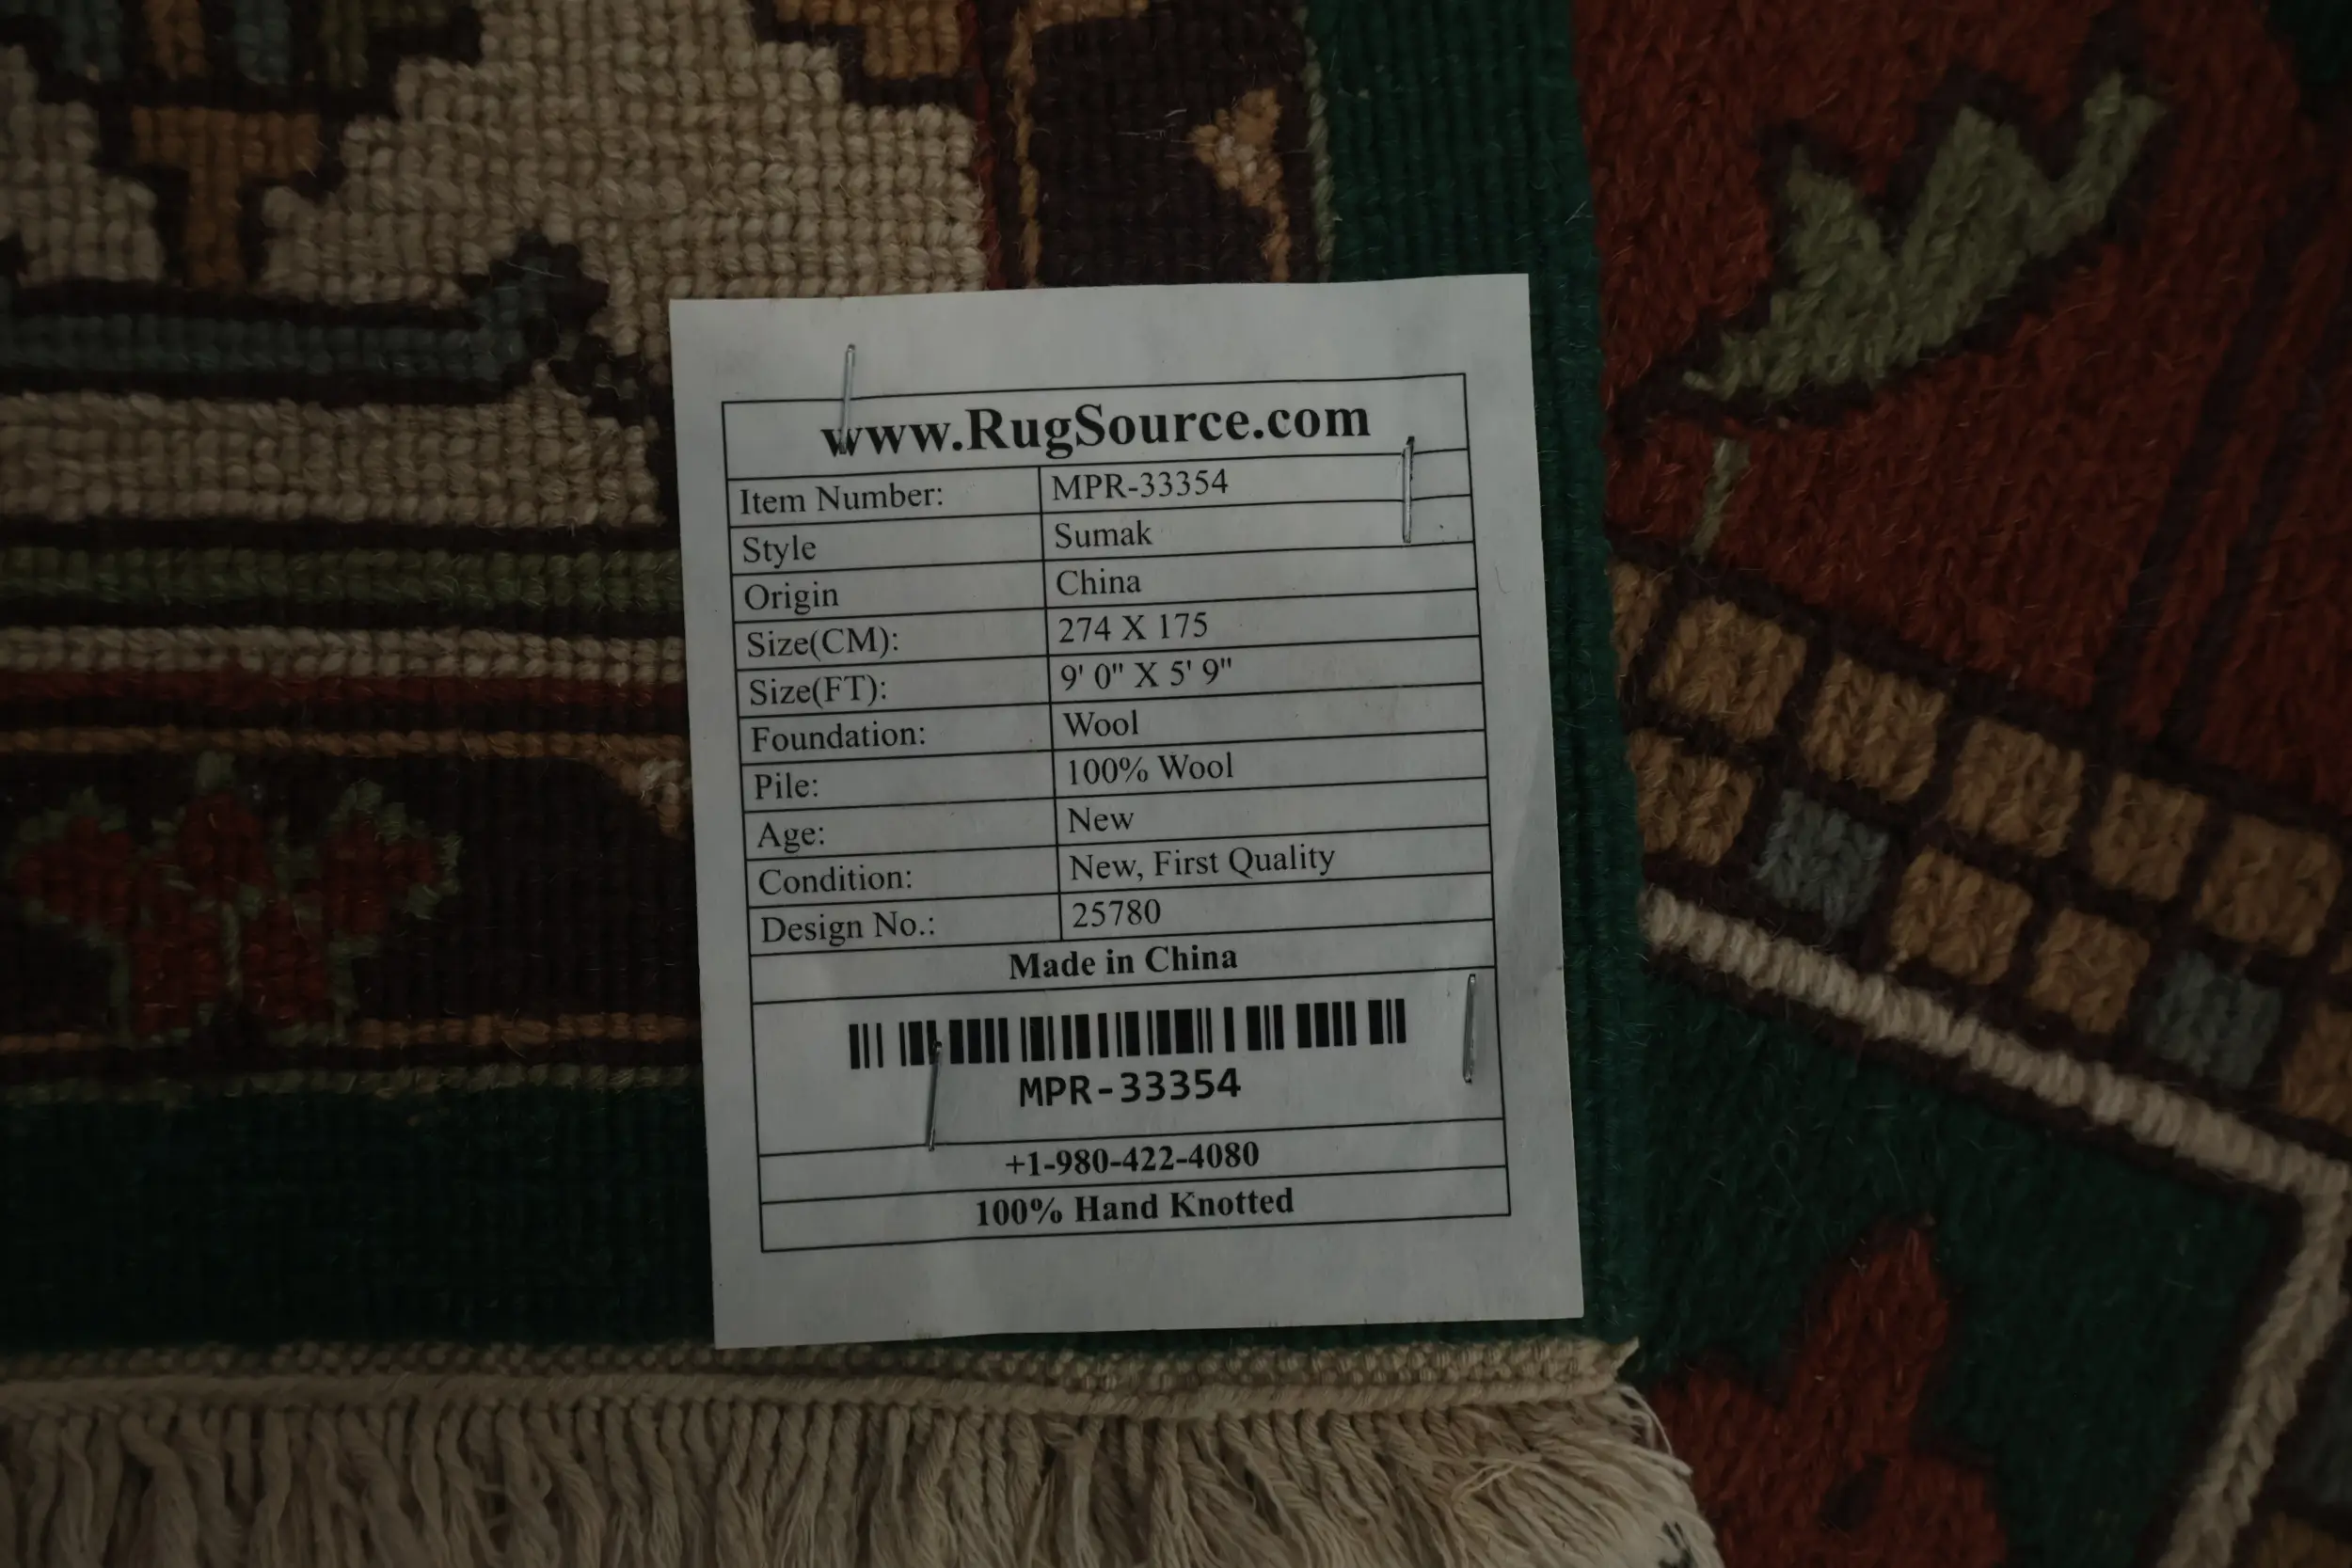 www.RugSource.com
Item Number: MPR-33354
Style Sumak
Origin China
Size(CM): 274 X 175
Size(FT): 9' 0" X 5' 9"
Foundation: Wool
Pile: 100% Wool
Age: New
Condition: New, First Quality
Design No.: 25780
Made in China
MPR-33354
+1-980-422-4080
100% Hand Knotted